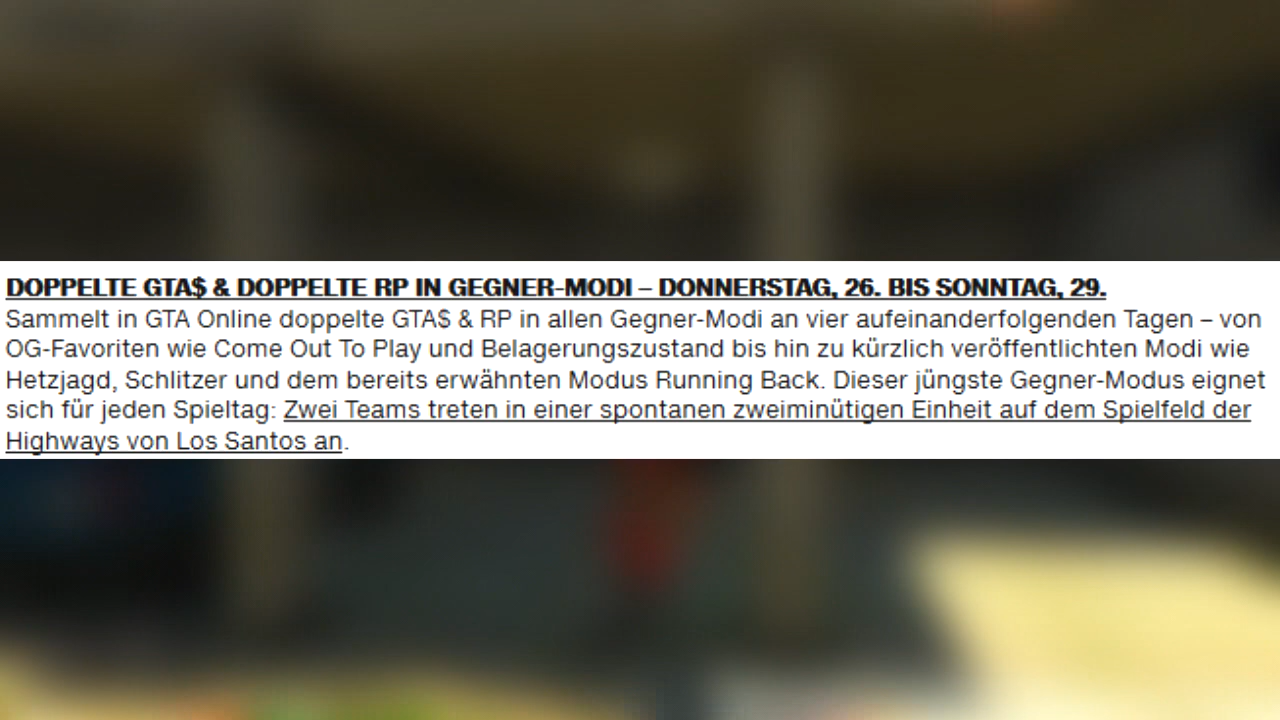 DOPPELTE GTA$ & DOPPELTE RP IN GEGNER-MODI – DONNERSTAG, 26. BIS SONNTAG, 29.
Sammelt in GTA Online doppelte GTA$ & RP in allen Gegner-Modi an vier aufeinanderfolgenden Tagen – von
OG-Favoriten wie Come Out To Play und Belagerungszustand bis hin zu kürzlich veröffentlichten Modi wie
Hetzjagd, Schlitzer und dem bereits erwähnten Modus Running Back. Dieser jüngste Gegner-Modus eignet
sich für jeden Spieltag: Zwei Teams treten in einer spontanen zweiminütigen Einheit auf dem Spielfeld der
Highways von Los Santos an.